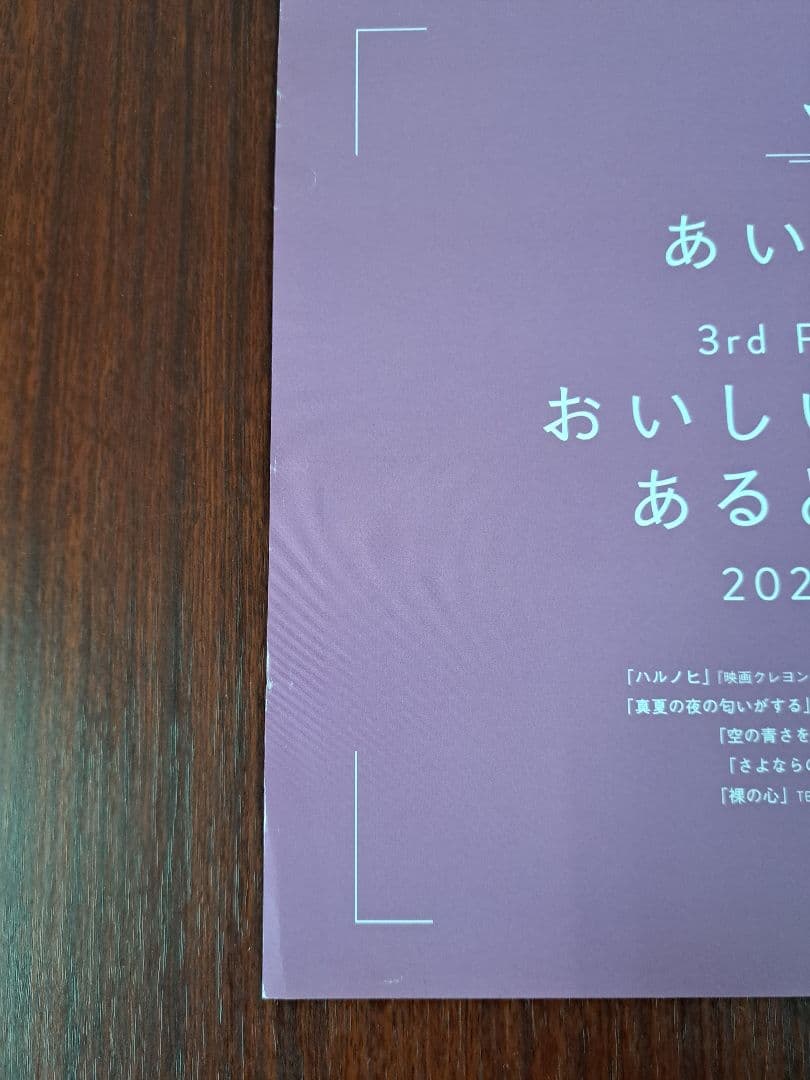 あい
3rd F
おいしい
ある
202
「ハルノヒ」『映画クレヨン
「真夏の夜の匂いがする」
「空の青さを
「さよならの
「裸の心」TB